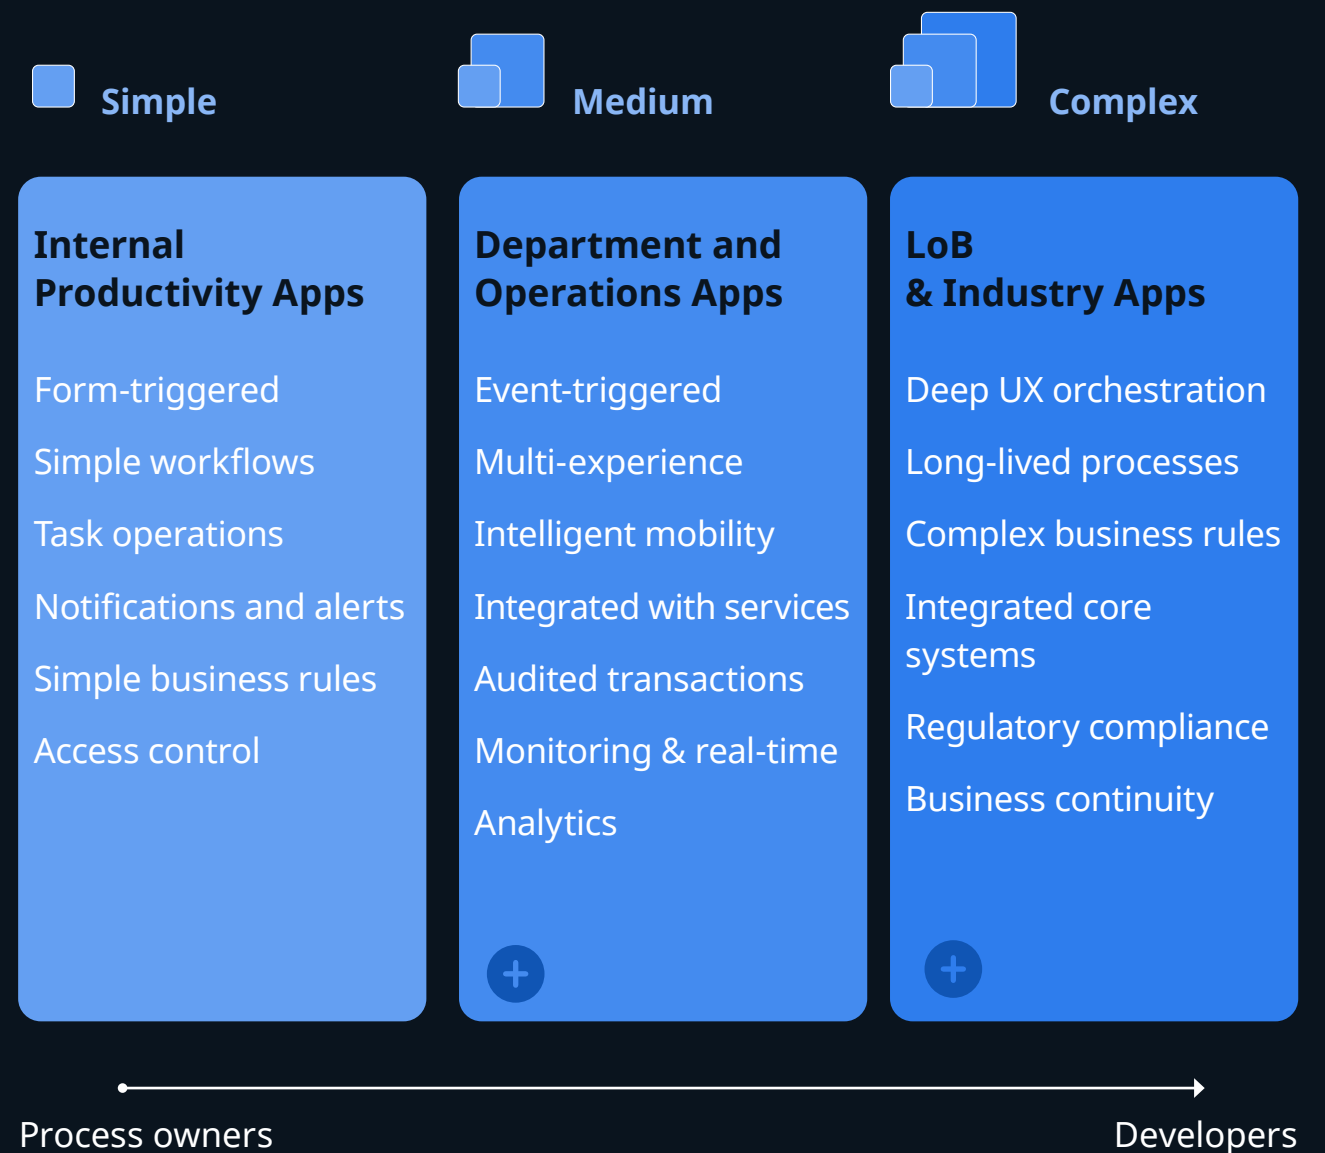 Simple
Medium
Complex
Internal
Productivity Apps
Form-triggered
Simple workflows
Task operations
Notifications and alerts
Simple business rules
Access control
Department and
Operations Apps
Event-triggered
Multi-experience
Intelligent mobility
Integrated with services
Audited transactions
Monitoring & real-time
Analytics
LoB
& Industry Apps
Deep UX orchestration
Long-lived processes
Complex business rules
Integrated core
systems
Regulatory compliance
Business continuity
Process owners
Developers